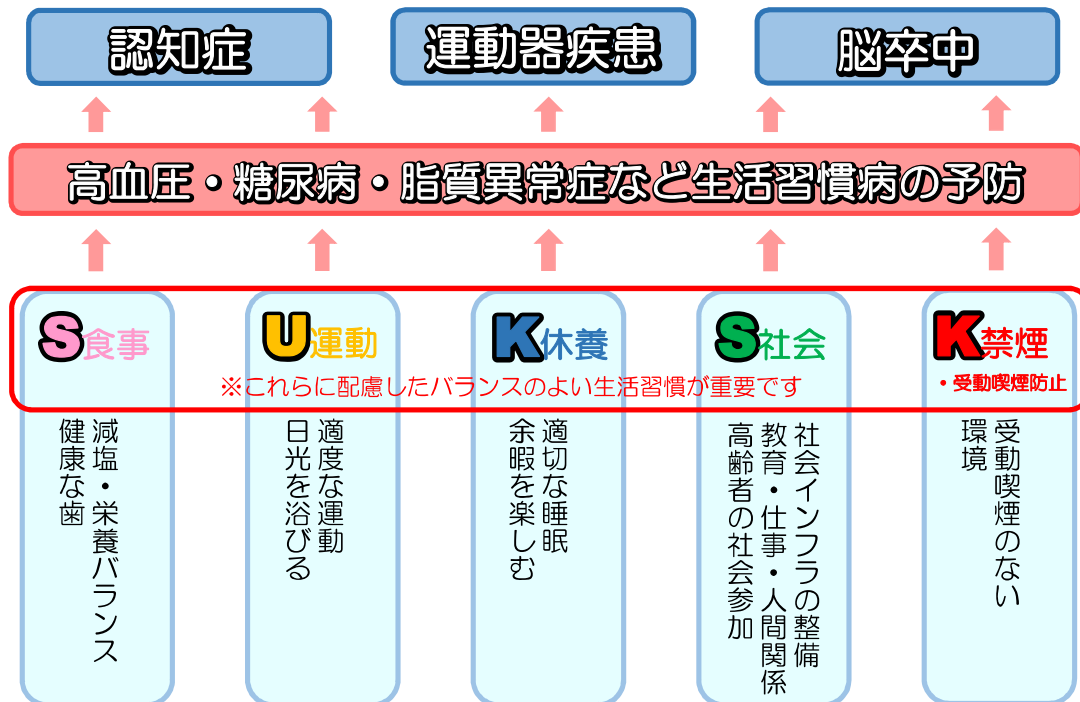 認知症
運動器疾患
脳卒中
高血圧・糖尿病・脂質異常症など生活習慣病の予防
S食事
U運動
K休養
S社会
K禁煙
・受動喫煙防止
※これらに配慮したバランスのよい生活習慣が重要です
減塩・栄養バランス
健康な歯
適度な運動
日光を浴びる
適切な睡眠
余暇を楽しむ
社会インフラの整備
教育・仕事・人間関係
高齢者の社会参加
受動喫煙のない
環境